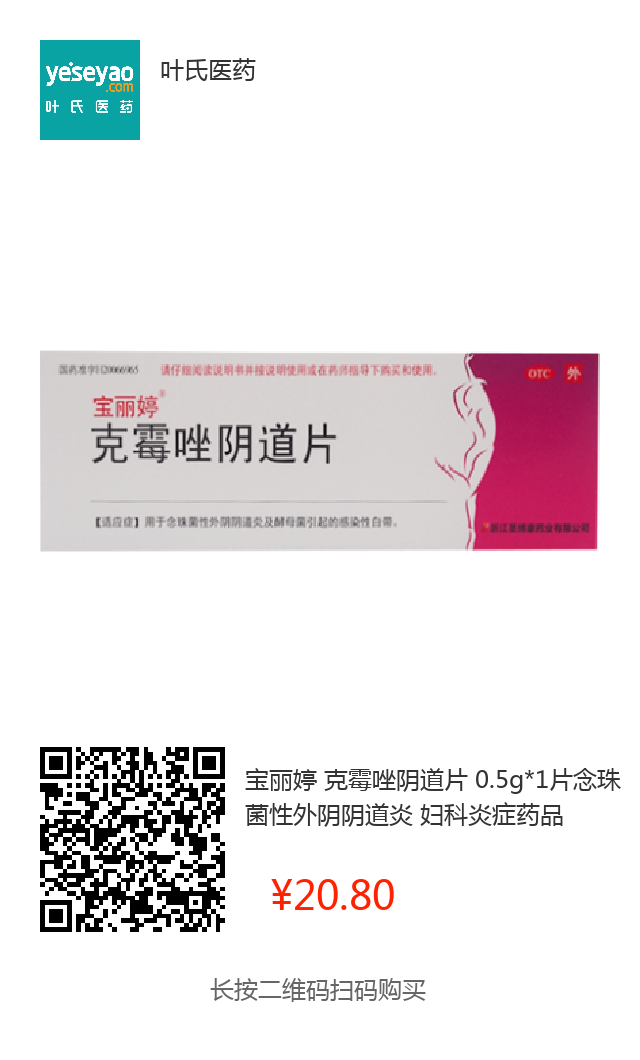 yeseyao
.com
叶氏医药
叶氏医药
国药准字H20066965
请仔细阅读说明书并按说明使用或在药师指导下购买和使用。
OTC
外
宝丽婷®
克霉唑阴道片
【适应症】用于念珠菌性外阴阴道炎及酵母菌引起的感染性白带。
浙江圣博康药业有限公司
宝丽婷 克霉唑阴道片 0.5g*1片念珠
菌性外阴阴道炎 妇科炎症药品
¥20.80
长按二维码扫码购买